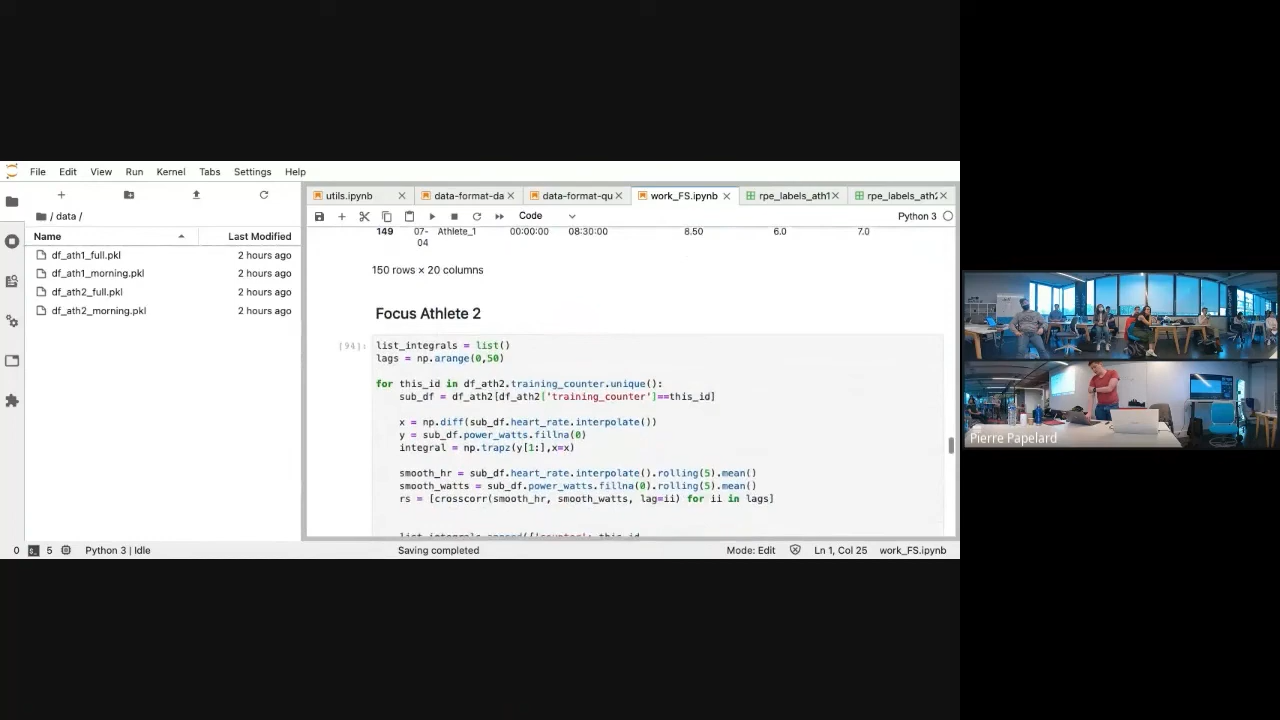 File Edit View Run Kernel Tabs Settings Help
/ data /
Name Last Modified
df_ath1_full.pkl 2 hours ago
df_ath1_morning.pkl 2 hours ago
df_ath2_full.pkl 2 hours ago
df_ath2_morning.pkl 2 hours ago
utils.ipynb data-format-da data-format-qu work_FS.ipynb rpe_labels_ath1 rpe_labels_ath2
Code Python 3
149 07- Athlete_1 00:00:00 08:30:00 8.50 6.0 7.0
04
150 rows × 20 columns
Focus Athlete 2
[94]: list_integrals = list()
lags = np.arange(0,50)
for this_id in df_ath2.training_counter.unique():
sub_df = df_ath2[df_ath2['training_counter']==this_id]
x = np.diff(sub_df.heart_rate.interpolate())
y = sub_df.power_watts.fillna(0)
integral = np.trapz(y[1:],x=x)
smooth_hr = sub_df.heart_rate.interpolate().rolling(5).mean()
smooth_watts = sub_df.power_watts.fillna(0).rolling(5).mean()
rs = [crosscorr(smooth_hr, smooth_watts, lag=ii) for ii in lags]
list_integrals.append({'counter': this_id
0 5 Python 3 | Idle Saving completed Mode: Edit Ln 1, Col 25 work_FS.ipynb
Pierre Papelard